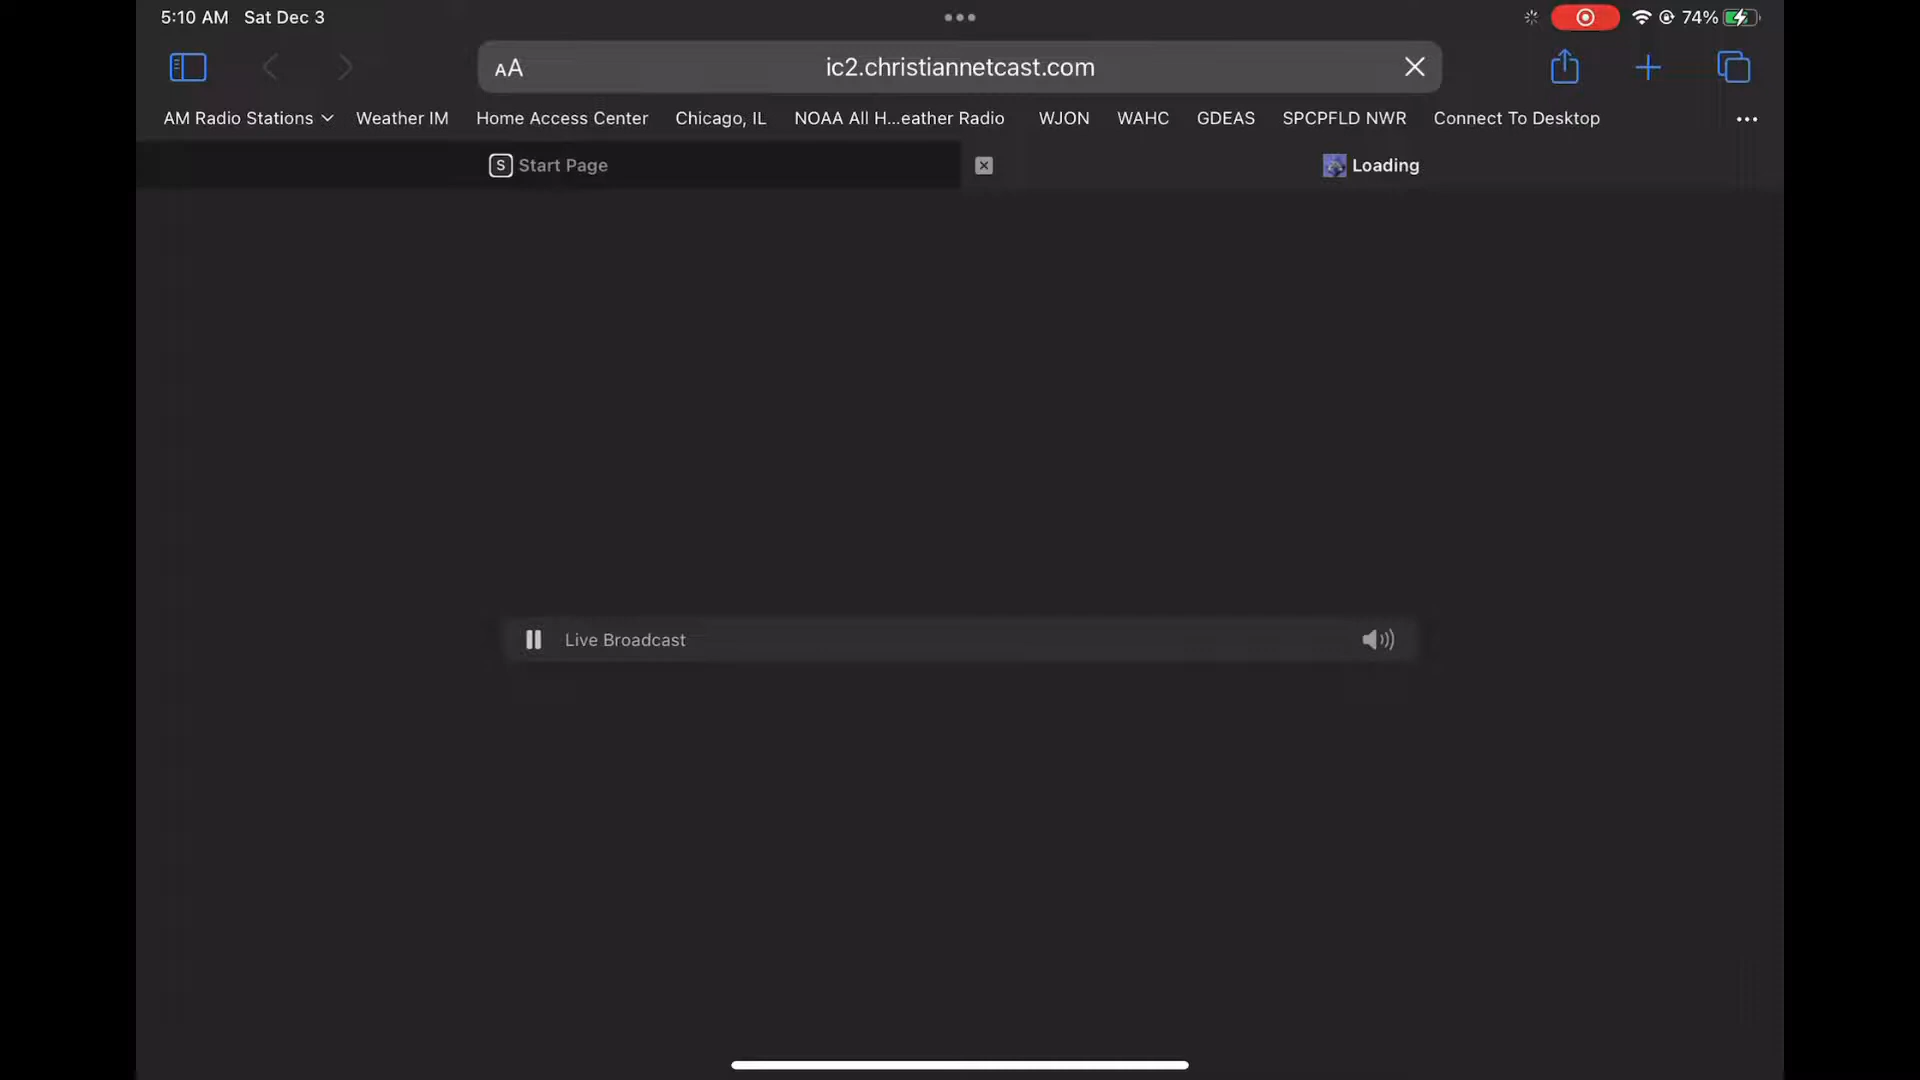 5:10 AM Sat Dec 3
74%
AA ic2.christiannetcast.com
AM Radio Stations Weather IM Home Access Center Chicago, IL NOAA All H...eather Radio WJON WAHC GDEAS SPCPFLD NWR Connect To Desktop
S Start Page Loading
Live Broadcast